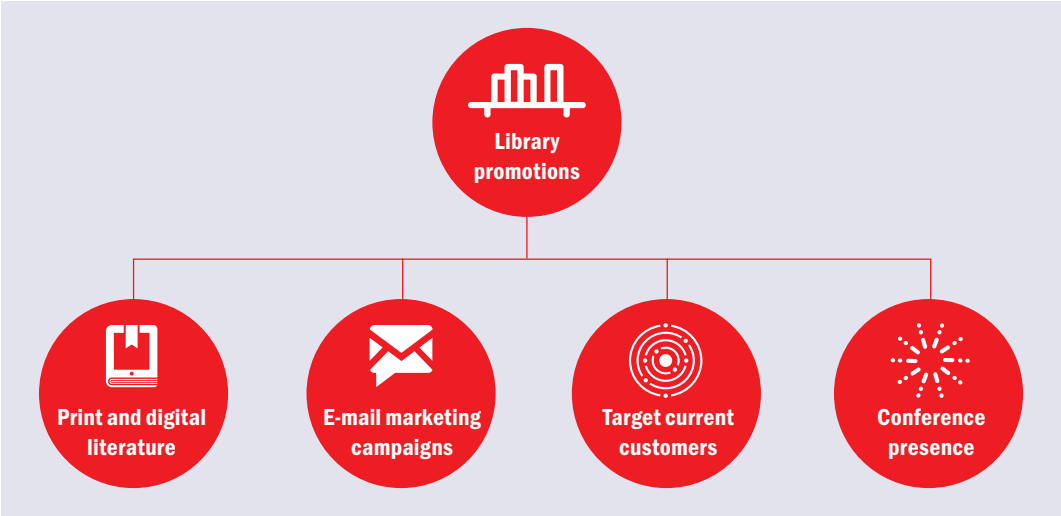 Library
promotions
Print and digital
literature
E-mail marketing
campaigns
Target current
customers
Conference
presence